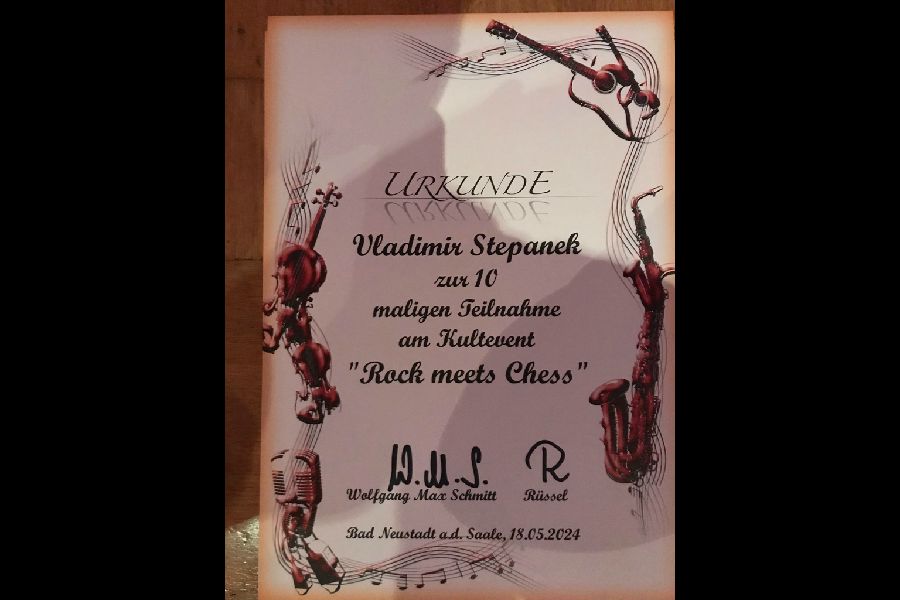 URKUNDE
Vladimir Stepanek
zur 10
maligen Teilnahme
am Kultevent
"Rock meets Chess"
W.M.S. R
Wolfgang Max Schmitt Rüssel
Bad Neustadt a.d. Saale, 18.05.2024